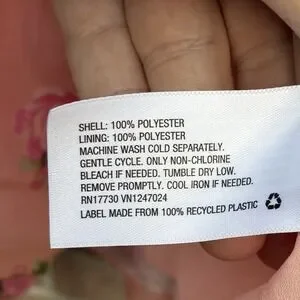 SHELL: 100% POLYESTER
LINING: 100% POLYESTER
MACHINE WASH COLD SEPARATELY.
GENTLE CYCLE. ONLY NON-CHLORINE
BLEACH IF NEEDED. TUMBLE DRY LOW.
REMOVE PROMPTLY. COOL IRON IF NEEDED.
RN17730 VN1247024
LABEL MADE FROM 100% RECYCLED PLASTIC